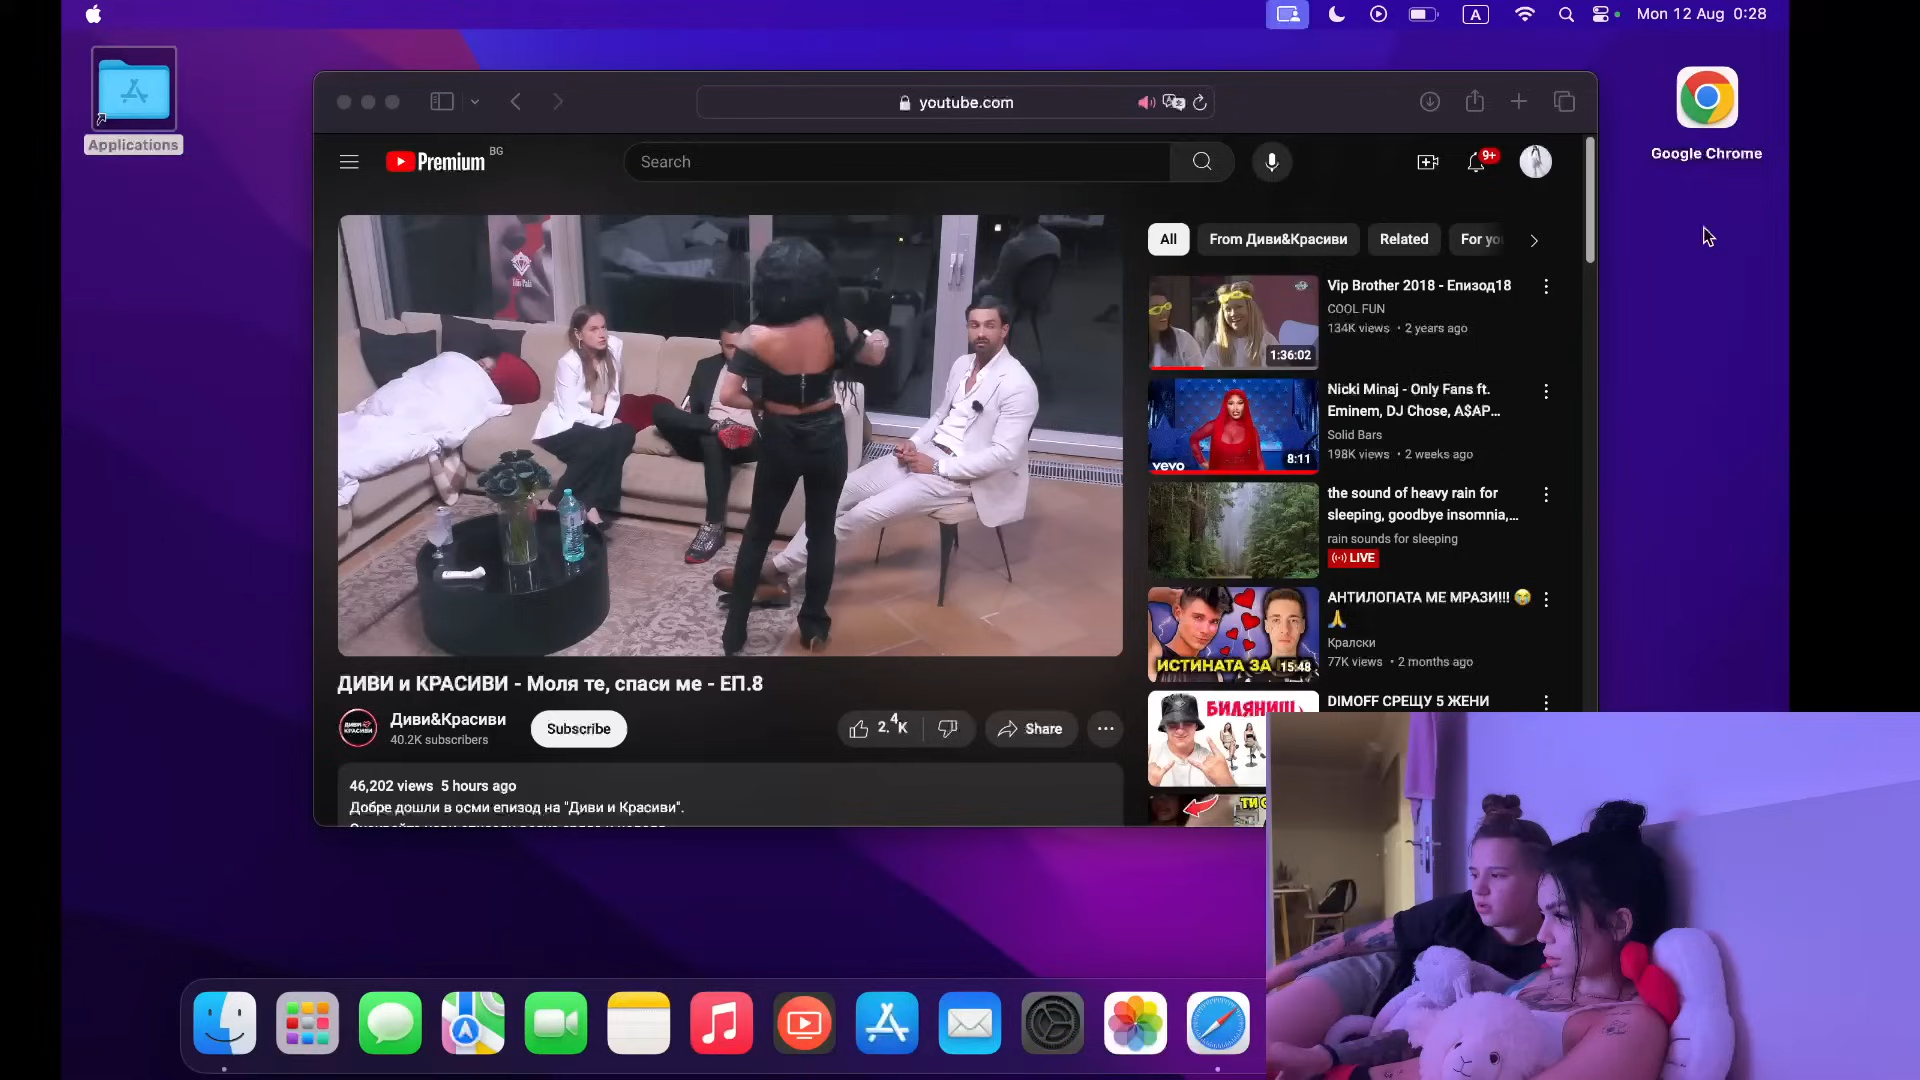 Mon 12 Aug 0:28
Applications
youtube.com
Google Chrome
Premium BG
Search
9+
All
From Диви&Красиви
Related
For you
Vip Brother 2018 - Епизод18
COOL FUN
134K views • 2 years ago
1:36:02
Nicki Minaj - Only Fans ft.
Eminem, DJ Chose, A$AP...
Solid Bars
198K views • 2 weeks ago
vevo
8:11
the sound of heavy rain for
sleeping, goodbye insomnia,...
rain sounds for sleeping
LIVE
АНТИЛОПАТА МЕ МРАЗИ!!! 😭
🙏
Кралски
77K views • 2 months ago
ИСТИНАТА ЗА
15:48
DIMOFF СРЕЩУ 5 ЖЕНИ
БИЛЯНИШ
ДИВИ и КРАСИВИ - Моля те, спаси ме - ЕП.8
Диви&Красиви
40.2K subscribers
Subscribe
Share
46,202 views 5 hours ago
Добре дошли в осми епизод на "Диви и Красиви".